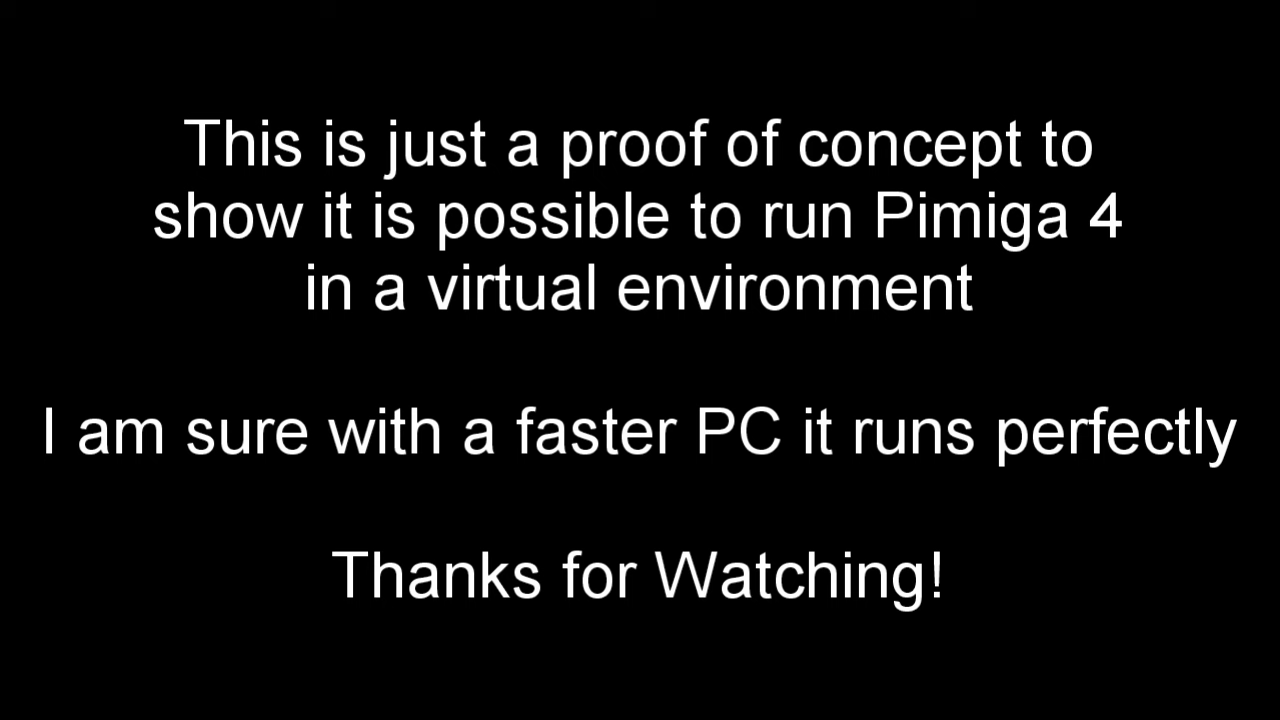 This is just a proof of concept to
show it is possible to run Pimiga 4
in a virtual environment
I am sure with a faster PC it runs perfectly
Thanks for Watching!